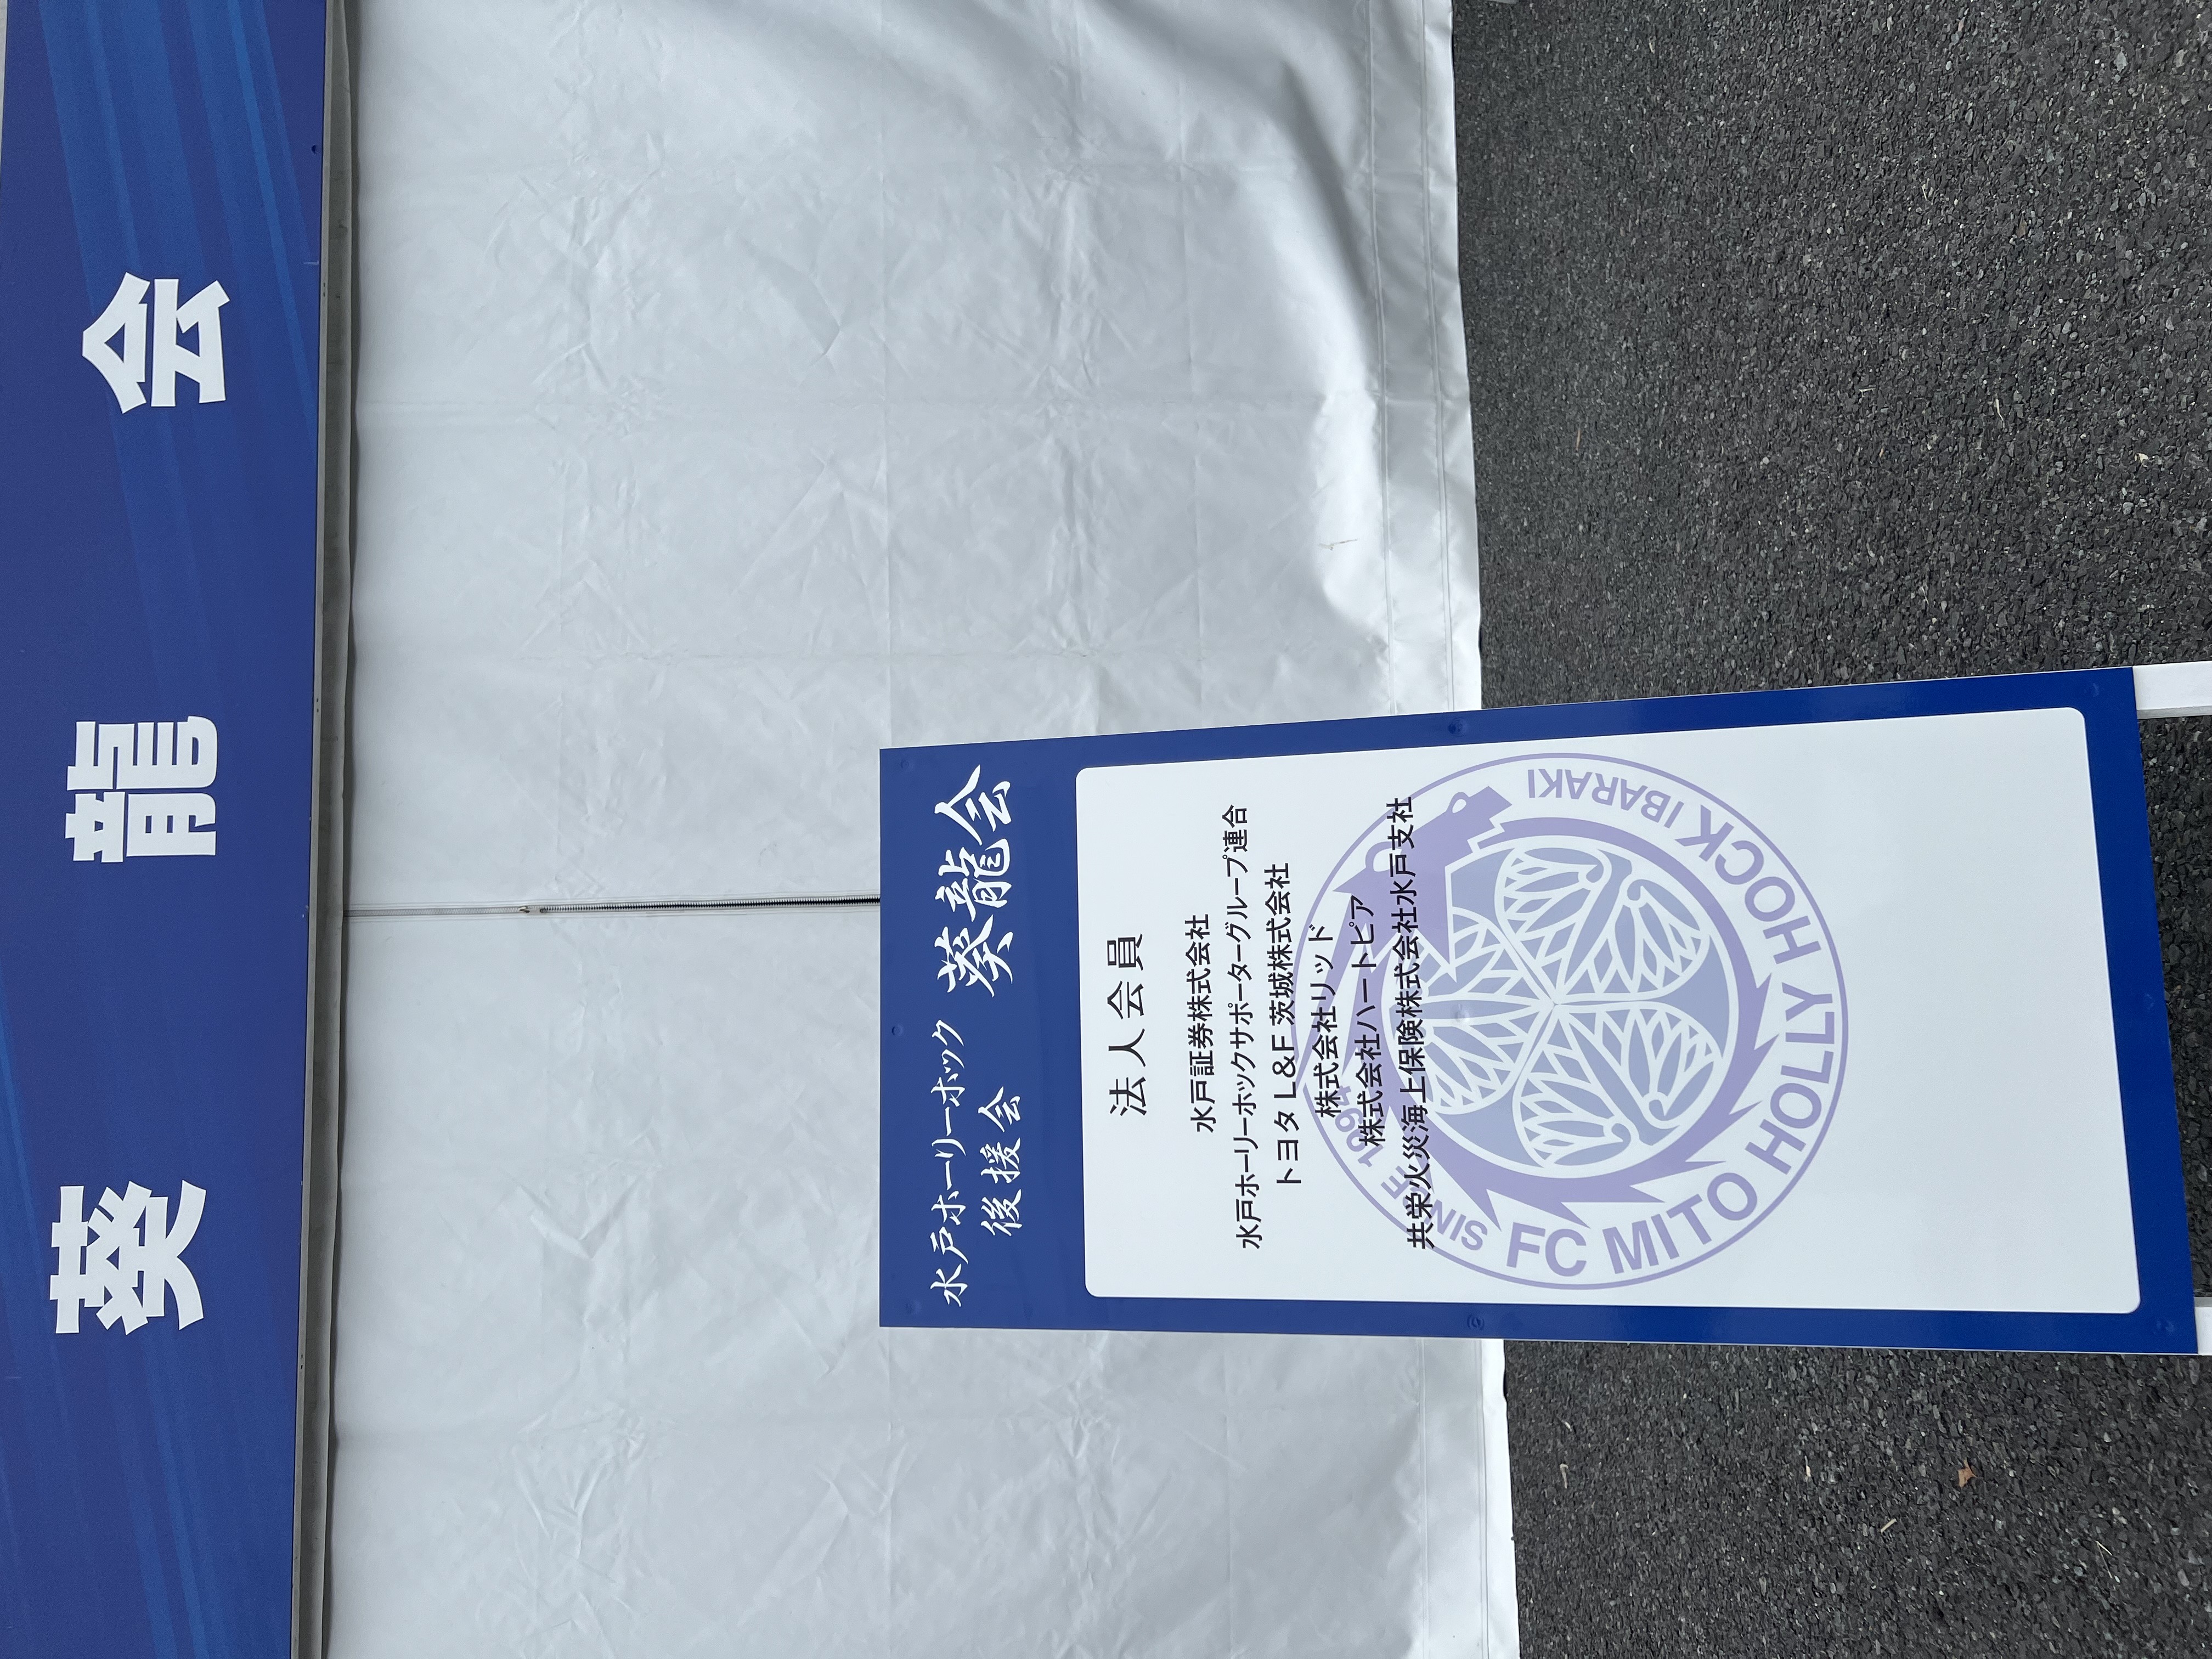 葵龍会
水戸ホーリーホック
後援会
葵龍会
法人会員
水戸証券株式会社
水戸ホーリーホックサポーターグループ連合
トヨタL&F 茨城株式会社
株式会社リッド
株式会社ハートピア
共栄火災海上保険株式会社水戸支社
SINCE 1994
FC MITO HOLLY HOCK IBARAKI